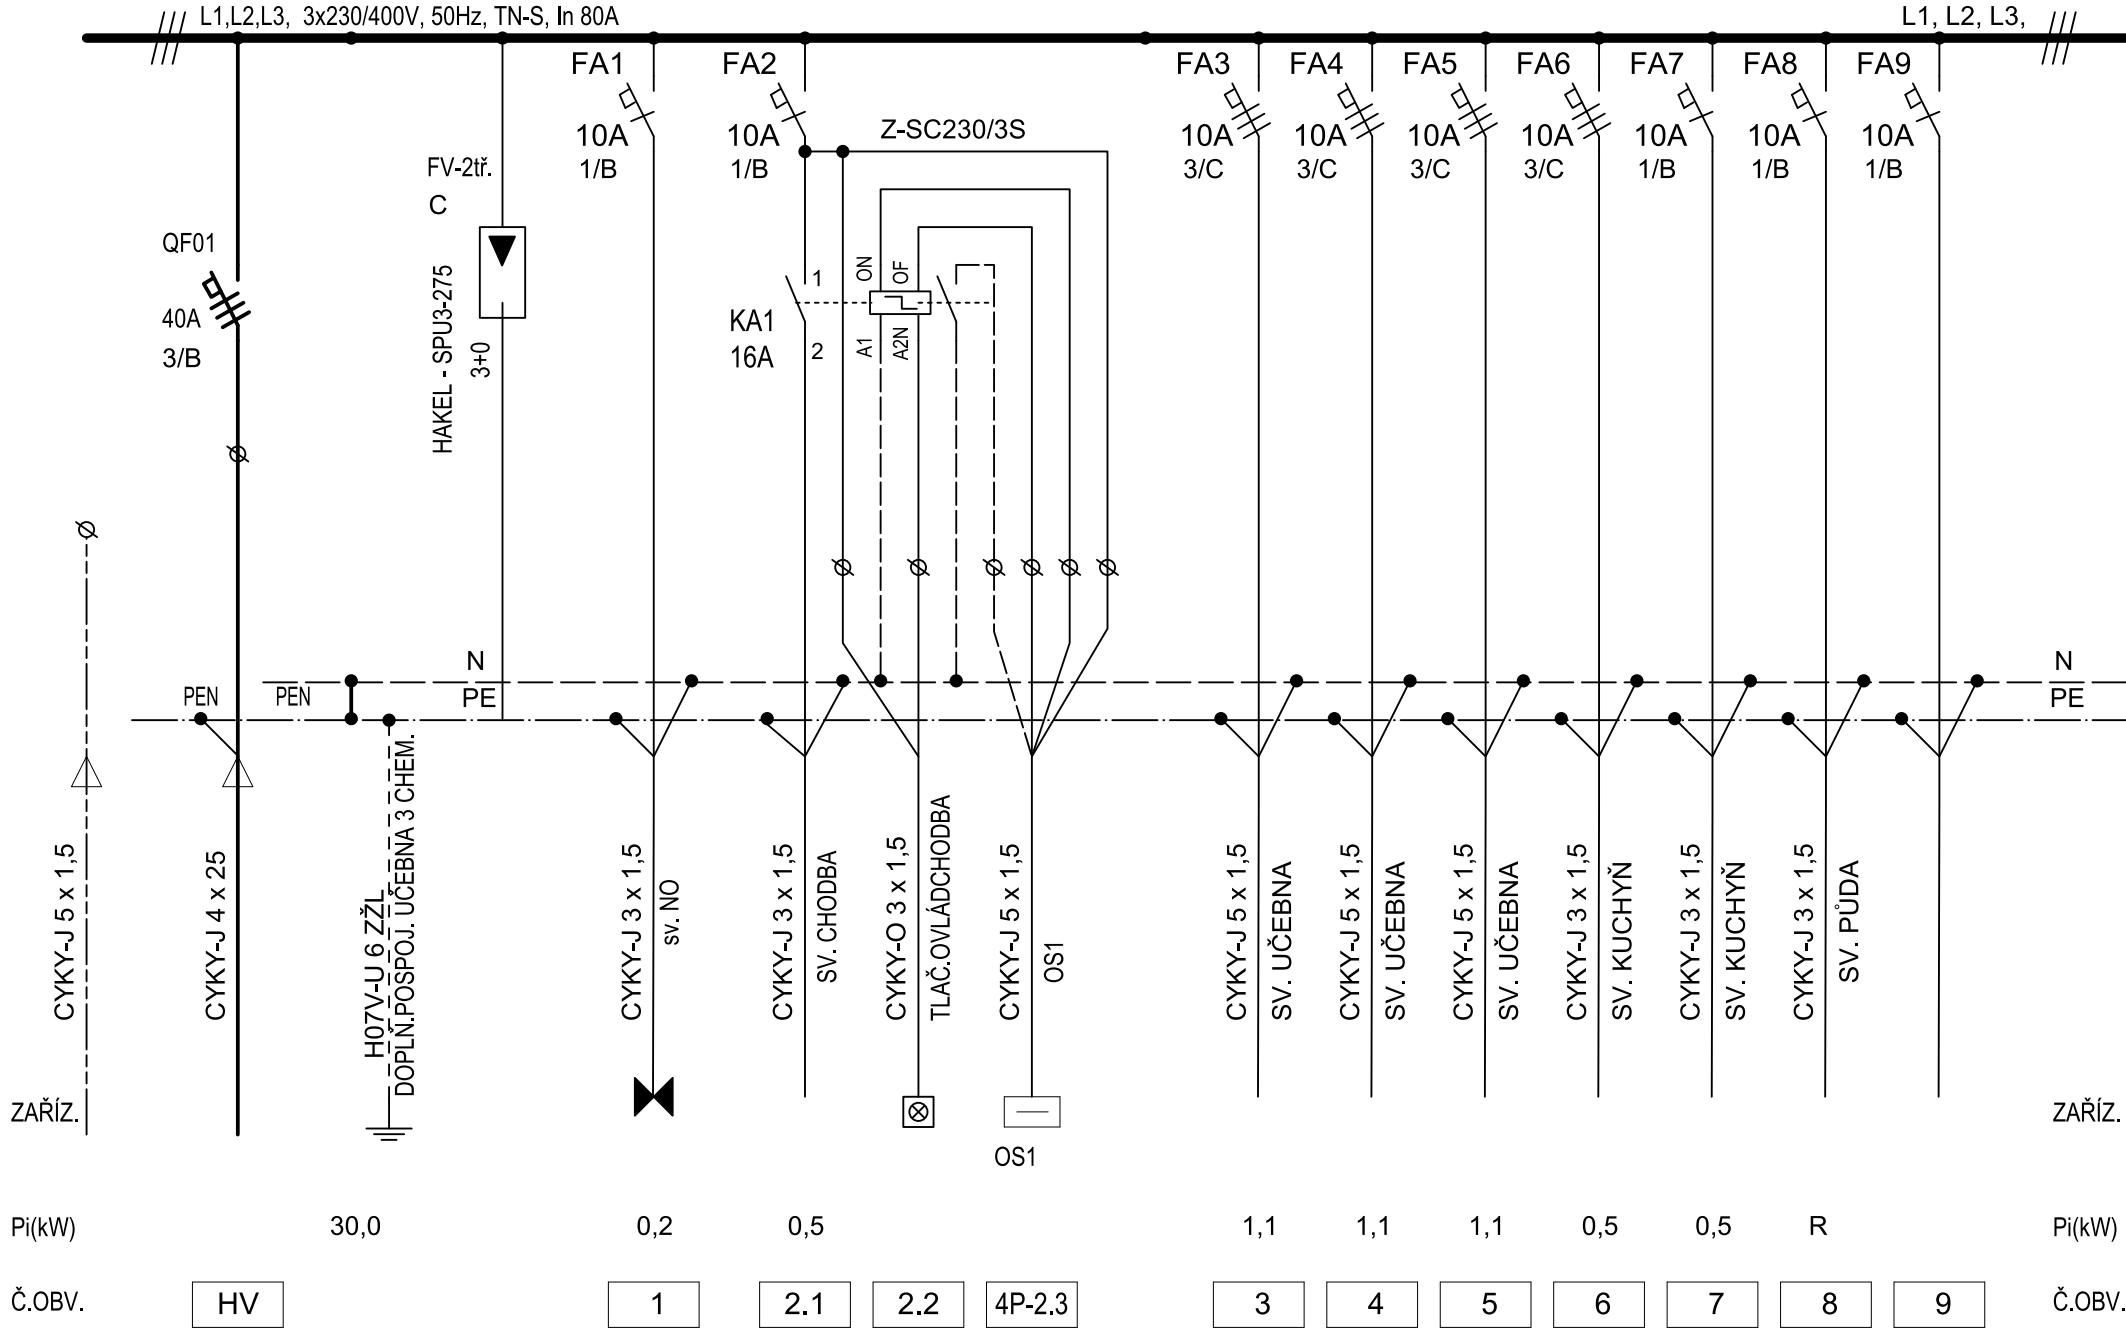 L1,L2,L3, 3x230/400V, 50Hz, TN-S, In 80A
L1, L2, L3,
FA1
10A
1/B
FA2
10A
1/B
Z-SC230/3S
FA3
10A
3/C
FA4
10A
3/C
FA5
10A
3/C
FA6
10A
3/C
FA7
10A
1/B
FA8
10A
1/B
FA9
10A
1/B
FV-2tř.
C
HAKEL - SPU3-275
3+0
QF01
40A
3/B
KA1
16A
1
2
ON
OF
A1
A2N
PEN
PEN
N
PE
N
PE
CYKY-J 5 x 1,5
CYKY-J 4 x 25
H07V-U 6 ZŽL
DOPLŇ.POSPOJ. UČEBNA 3 CHEM.
CYKY-J 3 x 1,5
sv. NO
CYKY-J 3 x 1,5
SV. CHODBA
CYKY-O 3 x 1,5
TLAČ.OVLÁDCHODBA
CYKY-J 5 x 1,5
OS1
CYKY-J 5 x 1,5
SV. UČEBNA
CYKY-J 5 x 1,5
SV. UČEBNA
CYKY-J 5 x 1,5
SV. UČEBNA
CYKY-J 3 x 1,5
SV. KUCHYŇ
CYKY-J 3 x 1,5
SV. KUCHYŇ
CYKY-J 3 x 1,5
SV. PŮDA
ZAŘÍZ.
OS1
ZAŘÍZ.
Pi(kW) 30,0 0,2 0,5 1,1 1,1 1,1 0,5 0,5 R Pi(kW)
Č.OBV. HV 1 2.1 2.2 4P-2.3 3 4 5 6 7 8 9 Č.OBV.